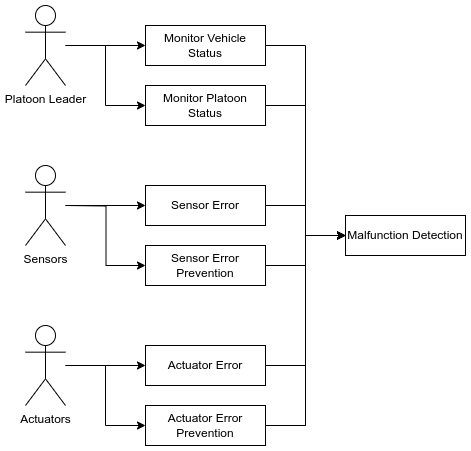 Monitor Vehicle
Status
Platoon Leader
Monitor Platoon
Status
Sensor Error
Sensors
Sensor Error
Prevention
Malfunction Detection
Actuator Error
Actuators
Actuator Error
Prevention